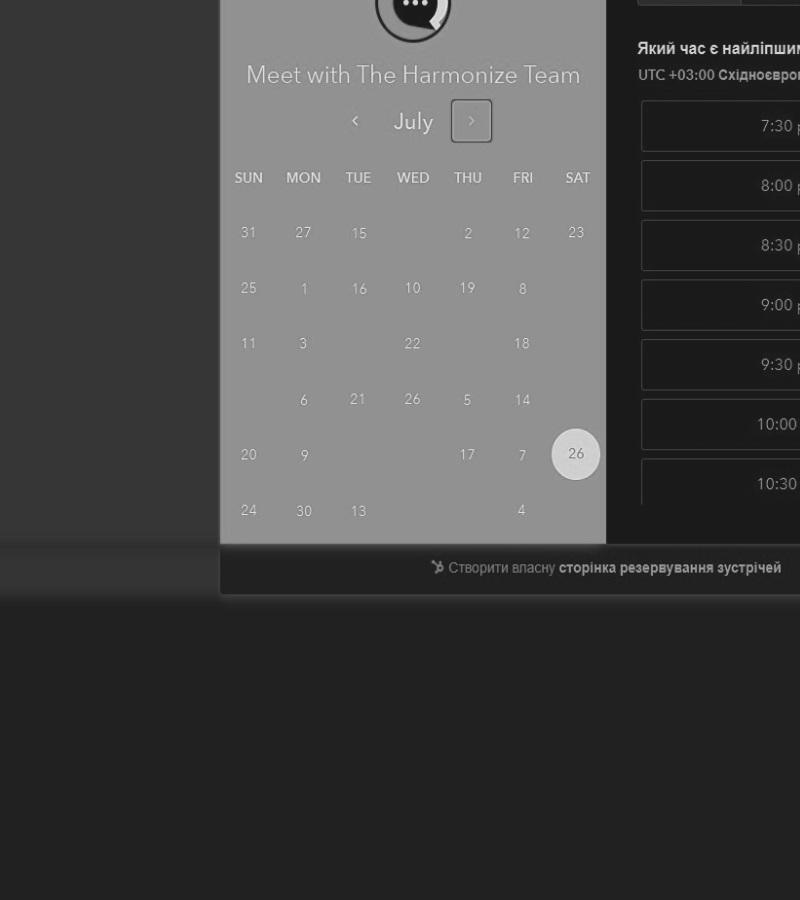 Meet with The Harmonize Team
July
SUN MON TUE WED THU FRI SAT
31 27 15 2 12 23
25 1 16 10 19 8
11 3 22 18
6 21 26 5 14
20 9 17 7 26
24 30 13 4
Який час є найліпшим
UTC +03:00 Східноєвро
7:30
8:00
8:30
9:00
9:30
10:00
10:30
Створити власну сторінка резервування зустрічей